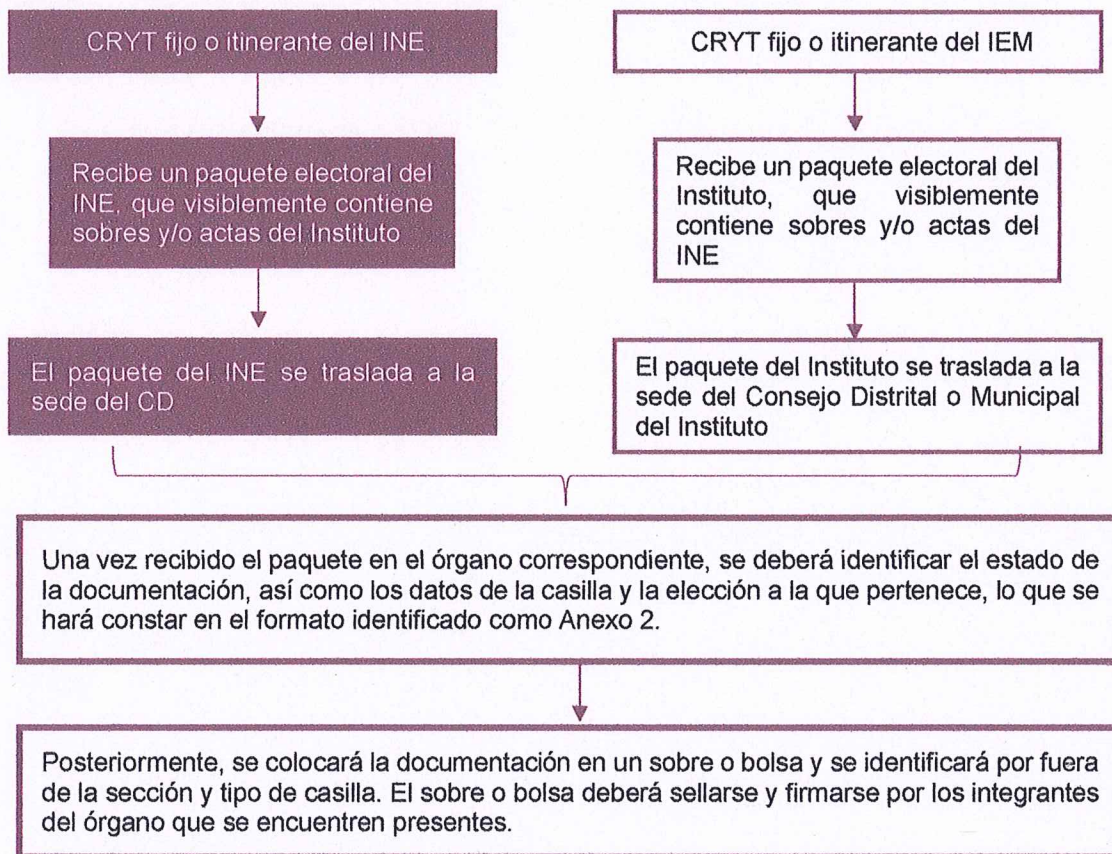 CRYT fijo o itinerante del INE
Recibe un paquete electoral del
INE, que visiblemente contiene
sobres y/o actas del Instituto
El paquete del INE se traslada a la
sede del CD
CRYT fijo o itinerante del IEM
Recibe un paquete electoral del
Instituto, que visiblemente
contiene sobres y/o actas del
INE
El paquete del Instituto se traslada a la
sede del Consejo Distrital o Municipal
del Instituto
Una vez recibido el paquete en el órgano correspondiente, se deberá identificar el estado de
la documentación, así como los datos de la casilla y la elección a la que pertenece, lo que se
hará constar en el formato identificado como Anexo 2.
Posteriormente, se colocará la documentación en un sobre o bolsa y se identificará por fuera
de la sección y tipo de casilla. El sobre o bolsa deberá sellarse y firmarse por los integrantes
del órgano que se encuentren presentes.